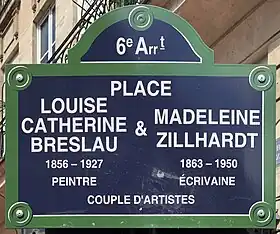 6e Arrt
PLACE
LOUISE
CATHERINE
BRESLAU
1856 – 1927
PEINTRE
&
MADELEINE
ZILLHARDT
1863 – 1950
ÉCRIVAINE
COUPLE D'ARTISTES